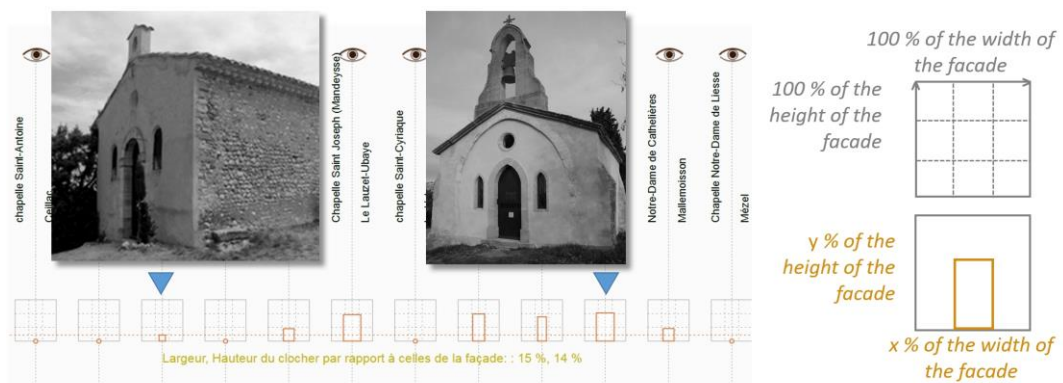 chapelle Saint-Antoine
Ceillac
Chapelle Saint Joseph (Mandeysse)
Le Lauzet-Ubaye
chapelle Saint-Cyriaque
Notre-Dame de Cathelières
Mallemoisson
Chapelle Notre-Dame de Liesse
Mézel
Largeur, Hauteur du clocher par rapport à celles de la façade: : 15 %, 14 %
100 % of the width of
the facade
100 % of the
height of the
facade
y % of the
height of the
facade
x % of the width of
the facade